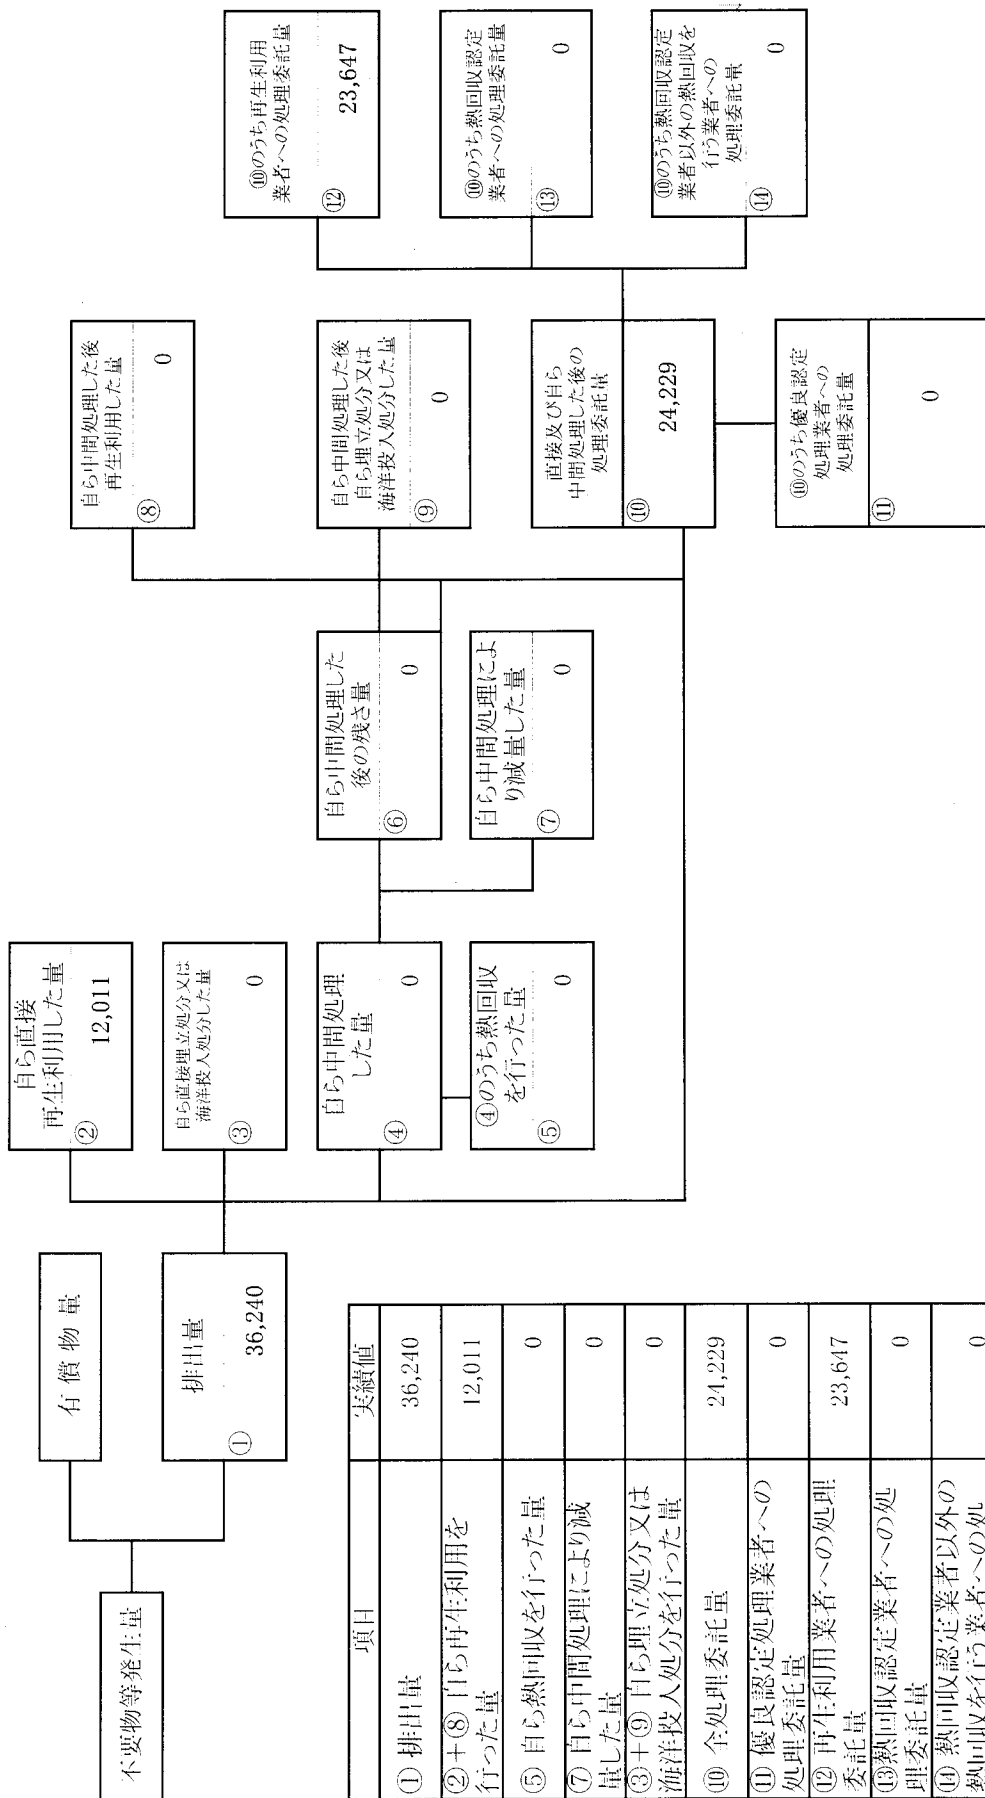 不要物等発生量
有償物量
排出量
①
36,240
自ら直接
再生利用した量
②
12,011
自ら直接埋立処分又は
海洋投入処分した量
③
0
自ら中間処理
した量
④
0
④のうち熱回収
を行った量
⑤
0
自ら中間処理した
後の残さ量
⑥
0
自ら中間処理によ
り減量した量
⑦
0
自ら中間処理した後
再生利用した量
⑧
0
自ら中間処理した後
自ら埋立処分又は
海洋投入処分した量
⑨
0
直接及び自ら
中間処理した後の
処理委託量
⑩
24,229
⑩のうち優良認定
処理業者への
処理委託量
⑪
0
⑩のうち再生利用
業者への処理委託量
⑫
23,647
⑩のうち熱回収認定
業者への処理委託量
⑬
0
⑩のうち熱回収認定
業者以外の熱回収を
行う業者への
処理委託量
⑭
0
項目 実績値
① 排出量 36,240
②+⑧ 自ら再生利用を
行った量 12,011
⑤ 自ら熱回収を行った量 0
⑦ 自ら中間処理により減
量した量 0
③+⑨ 自ら埋立処分又は
海洋投入処分を行った量 0
⑩ 全処理委託量 24,229
⑪ 優良認定処理業者への
処理委託量 0
⑫ 再生利用業者への処理
委託量 23,647
⑬熱回収認定業者への処
理委託量 0
⑭ 熱回収認定業者以外の
熱回収を行う業者への処 0